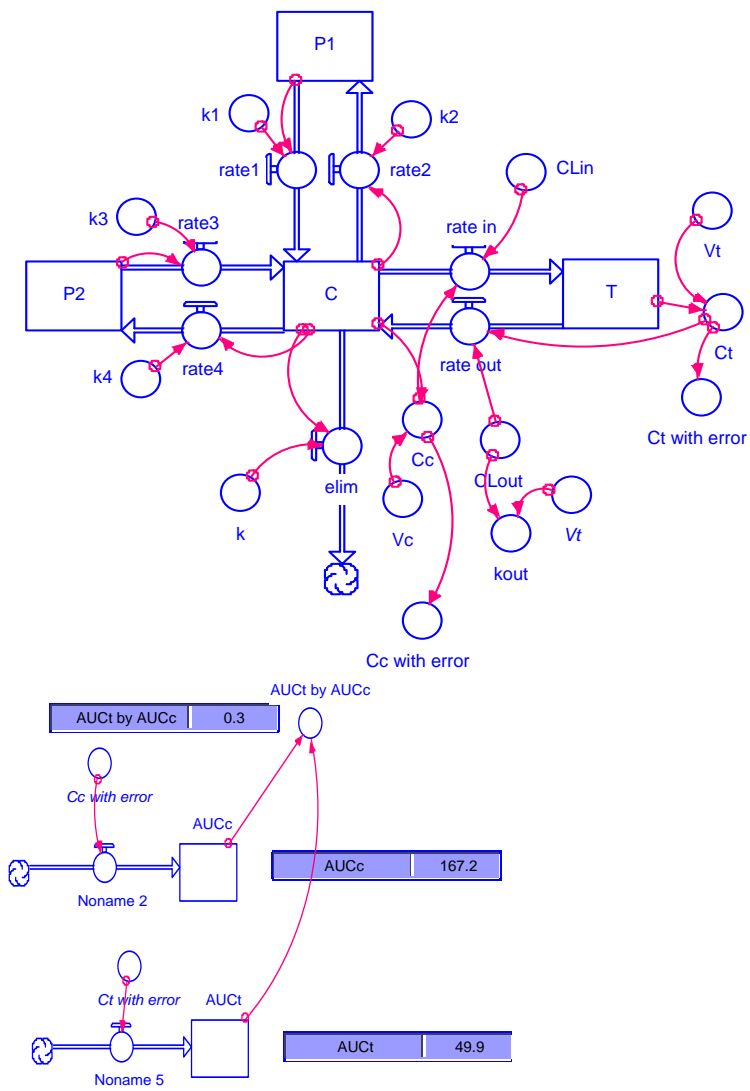 P1
k1
k2
rate1
rate2
CLin
k3
rate3
rate in
Vt
P2
C
T
k4
rate4
rate out
Ct
Ct with error
Cc
CLout
elim
k
Vc
Vt
kout
Cc with error
AUCt by AUCc
AUCt by AUCc 0.3
Cc with error
AUCc
AUCc 167.2
Noname 2
Ct with error
AUCt
AUCt 49.9
Noname 5